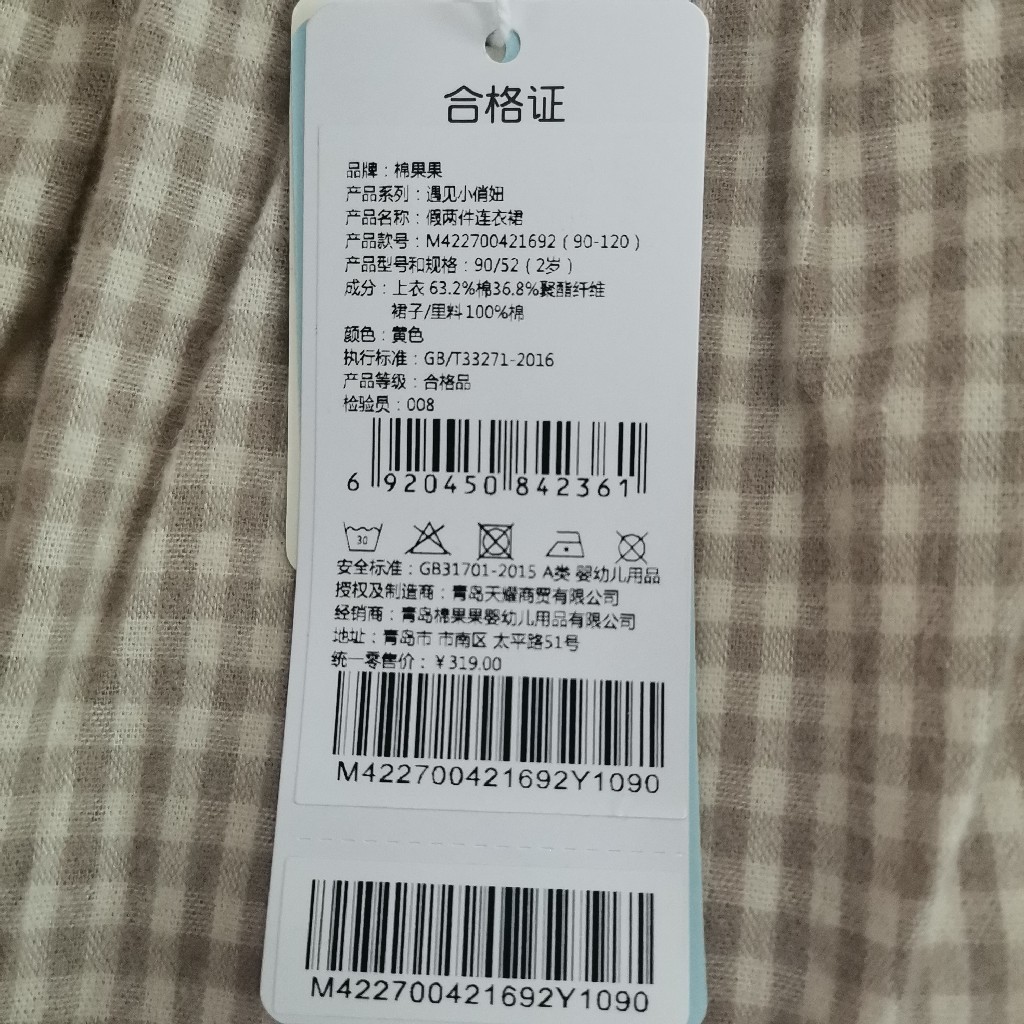 合格证
品牌：棉果果
产品系列：遇见小俏妞
产品名称：假两件连衣裙
产品款号：M422700421692（90-120）
产品型号和规格：90/52（2岁）
成分：上衣 63.2%棉36.8%聚酯纤维
裙子/里料 100%棉
颜色：黄色
执行标准：GB/T33271-2016
产品等级：合格品
检验员：008
6 920450 842361
30
安全标准：GB31701-2015 A类 婴幼儿用品
授权及制造商：青岛天耀商贸有限公司
经销商：青岛棉果果婴幼儿用品有限公司
地址：青岛市 市南区 太平路51号
统一零售价：￥319.00
M422700421692Y1090
M422700421692Y1090